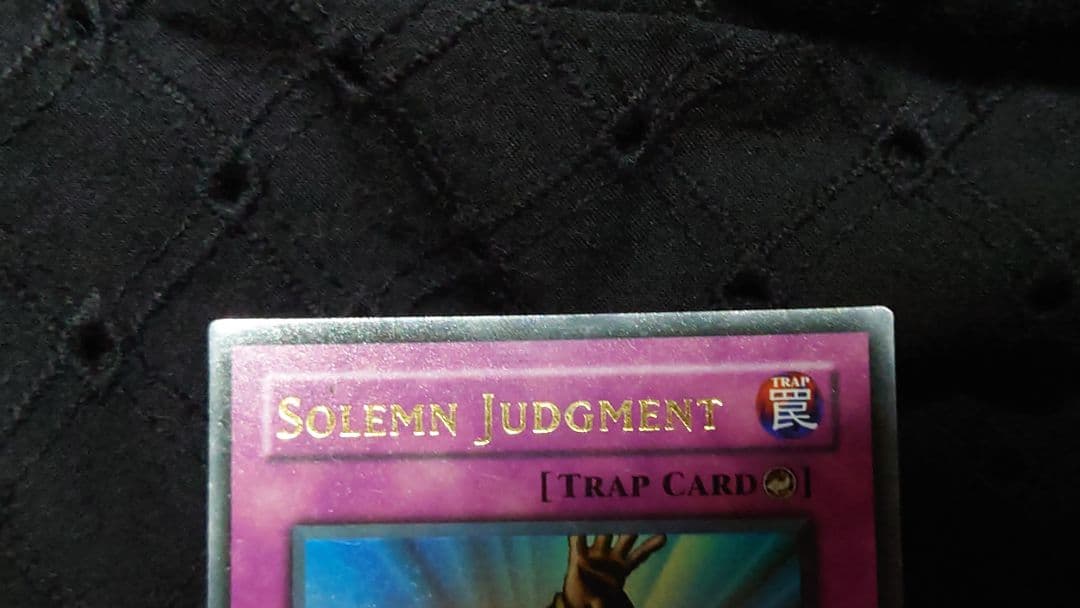 SOLEMN JUDGMENT
TRAP
罠
[TRAP CARD]